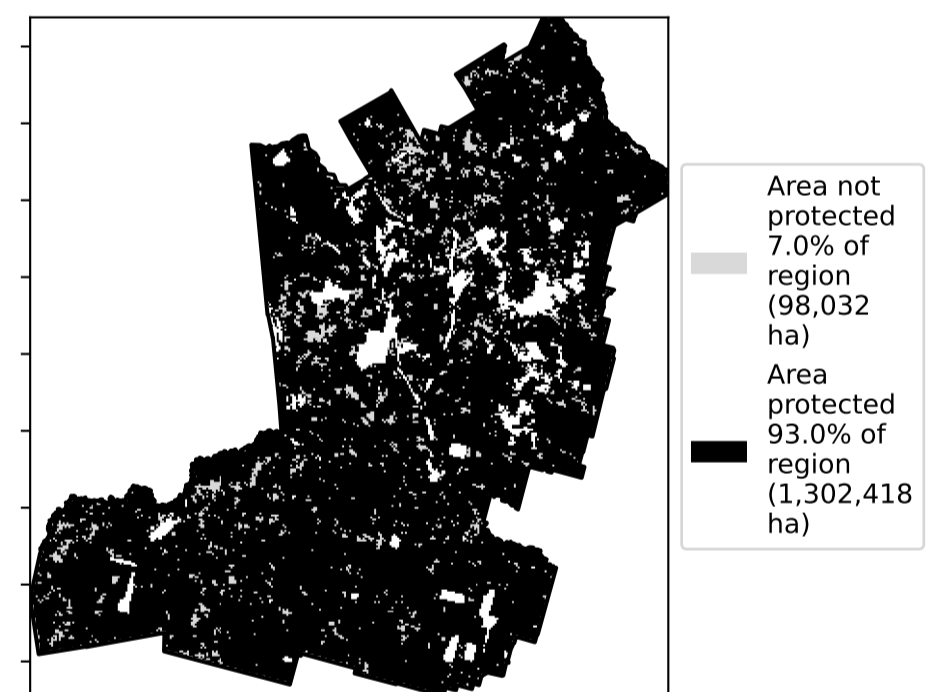 Area not
protected
7.0% of
region
(98,032
ha)
Area
protected
93.0% of
region
(1,302,418
ha)